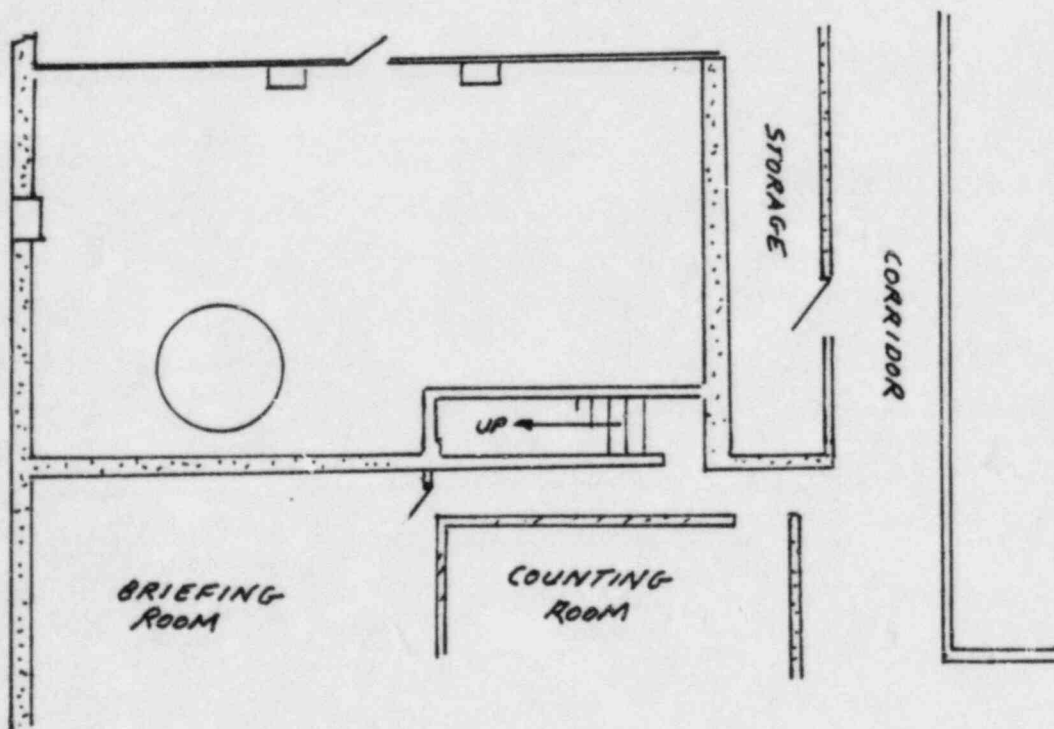 STORAGE
CORRIDOR
UP
BRIEFING
ROOM
COUNTING
ROOM